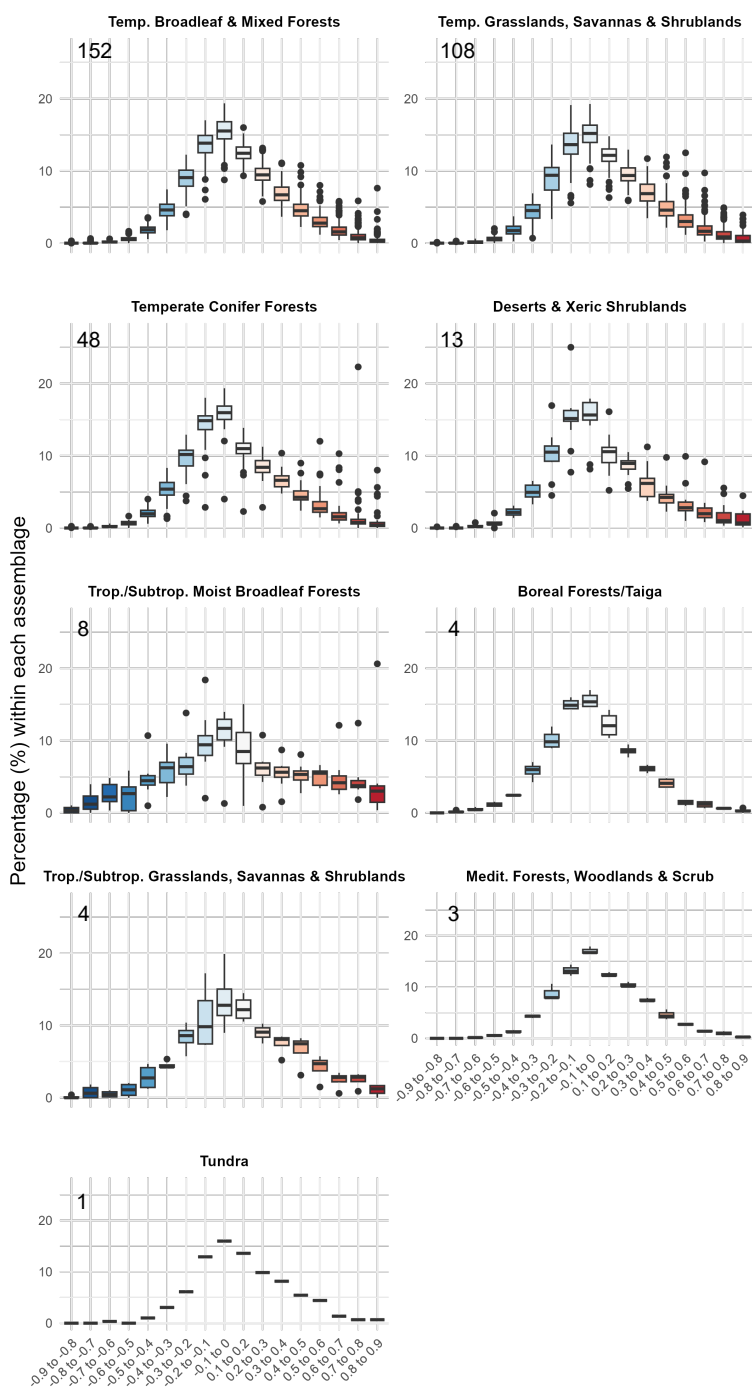 Percentage (%) within each assemblage
Temp. Broadleaf & Mixed Forests
152
20
10
0
Temp. Grasslands, Savannas & Shrublands
108
20
10
0
Temperate Conifer Forests
48
20
10
0
Deserts & Xeric Shrublands
13
20
10
0
Trop./Subtrop. Moist Broadleaf Forests
8
20
10
0
Boreal Forests/Taiga
4
20
10
0
Trop./Subtrop. Grasslands, Savannas & Shrublands
4
20
10
0
Medit. Forests, Woodlands & Scrub
3
20
10
0
-0.9 to -0.8
-0.8 to -0.7
-0.7 to -0.6
-0.6 to -0.5
-0.5 to -0.4
-0.4 to -0.3
-0.3 to -0.2
-0.2 to -0.1
-0.1 to 0
0.1 to 0.2
0.2 to 0.3
0.3 to 0.4
0.4 to 0.5
0.5 to 0.6
0.6 to 0.7
0.7 to 0.8
0.8 to 0.9
Tundra
1
20
10
0
-0.9 to -0.8
-0.8 to -0.7
-0.7 to -0.6
-0.6 to -0.5
-0.5 to -0.4
-0.4 to -0.3
-0.3 to -0.2
-0.2 to -0.1
-0.1 to 0
0.1 to 0.2
0.2 to 0.3
0.3 to 0.4
0.4 to 0.5
0.5 to 0.6
0.6 to 0.7
0.7 to 0.8
0.8 to 0.9